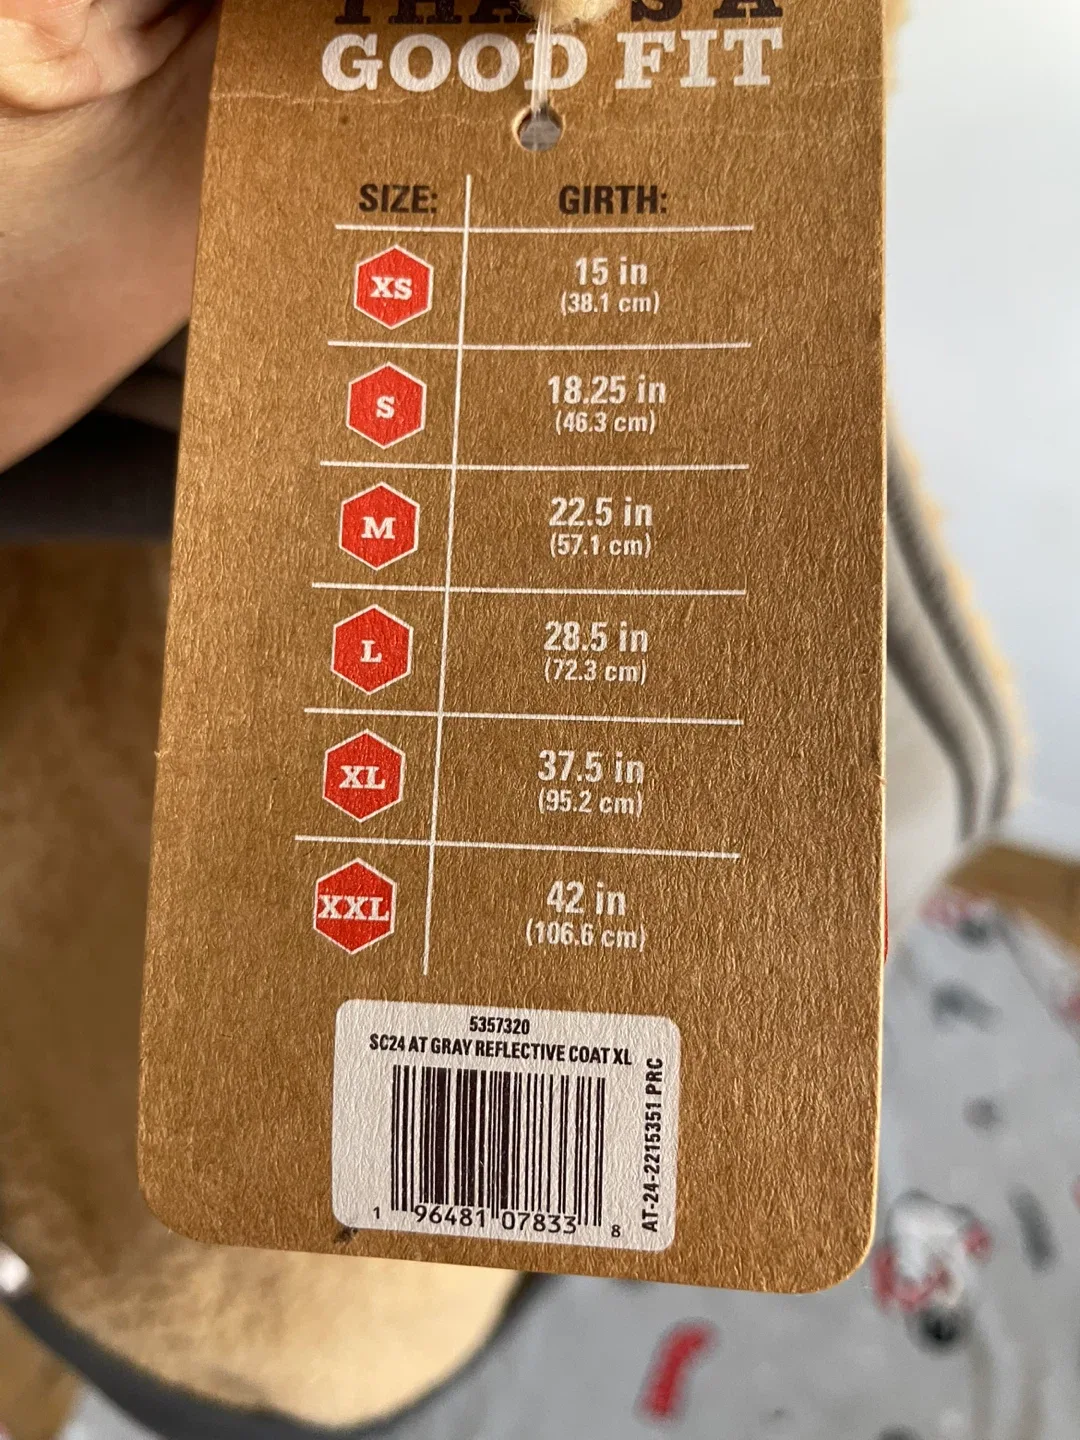 THAT'S A
GOOD FIT
SIZE: GIRTH:
XS 15 in
(38.1 cm)
S 18.25 in
(46.3 cm)
M 22.5 in
(57.1 cm)
L 28.5 in
(72.3 cm)
XL 37.5 in
(95.2 cm)
XXL 42 in
(106.6 cm)
5357320
SC24 AT GRAY REFLECTIVE COAT XL
1 96481 07833 8
AT-24-2215351 PRC